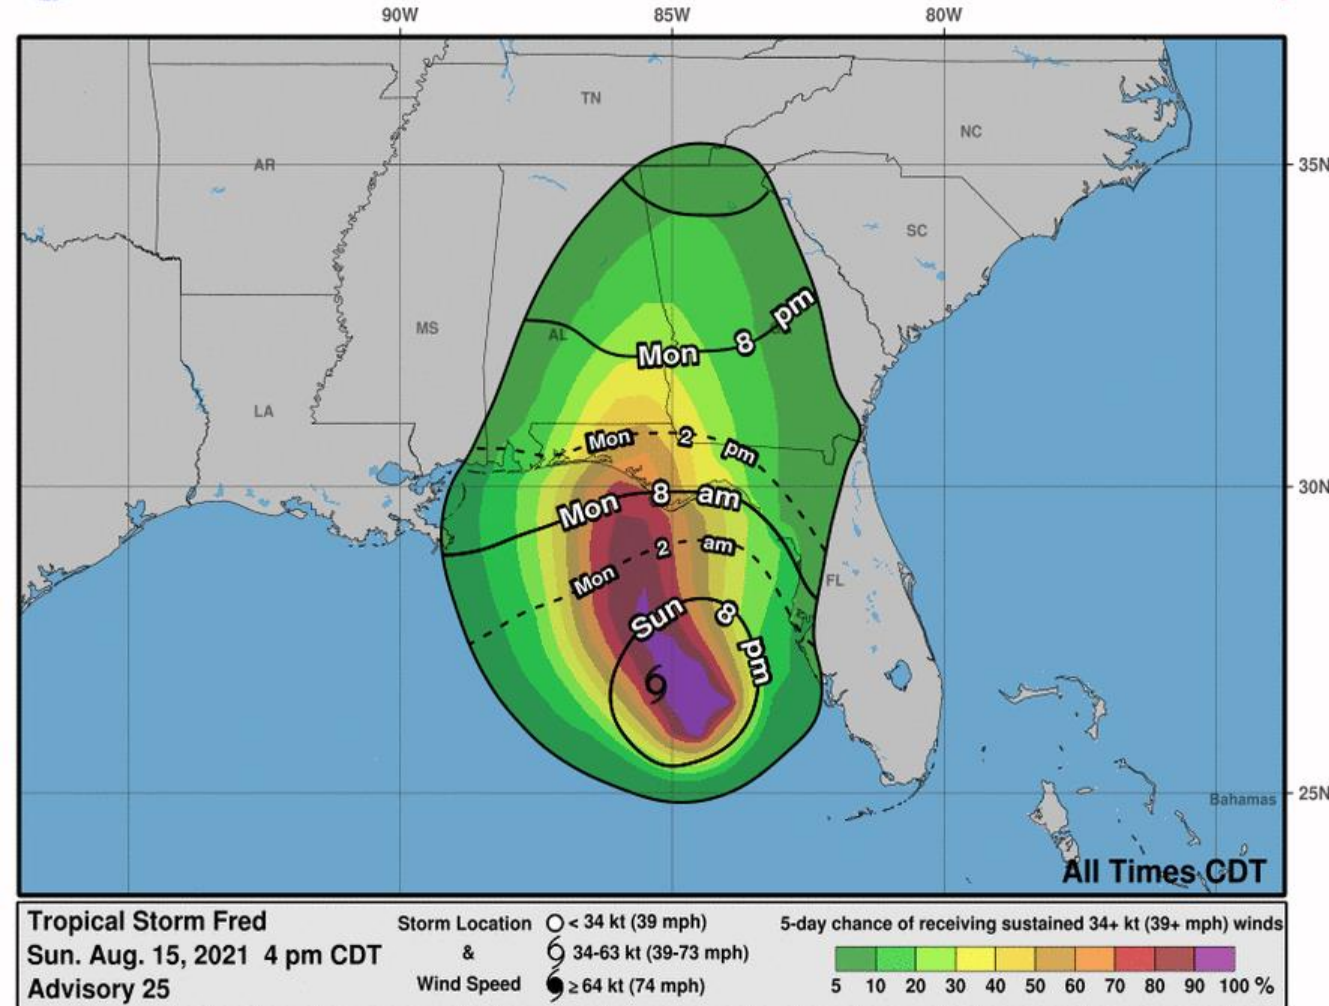 90W 85W 80W
TN
NC
AR
35N
SC
pm
8
MS
AL
Mon
LA
Mon 2 pm
30N
Mon 8 am
2 am
Mon
FL
Sun 8 pm
25N
Bahamas
All Times CDT
Tropical Storm Fred
Sun. Aug. 15, 2021 4 pm CDT
Advisory 25
Storm Location
&
Wind Speed
< 34 kt (39 mph)
34-63 kt (39-73 mph)
≥ 64 kt (74 mph)
5-day chance of receiving sustained 34+ kt (39+ mph) winds
5 10 20 30 40 50 60 70 80 90 100 %